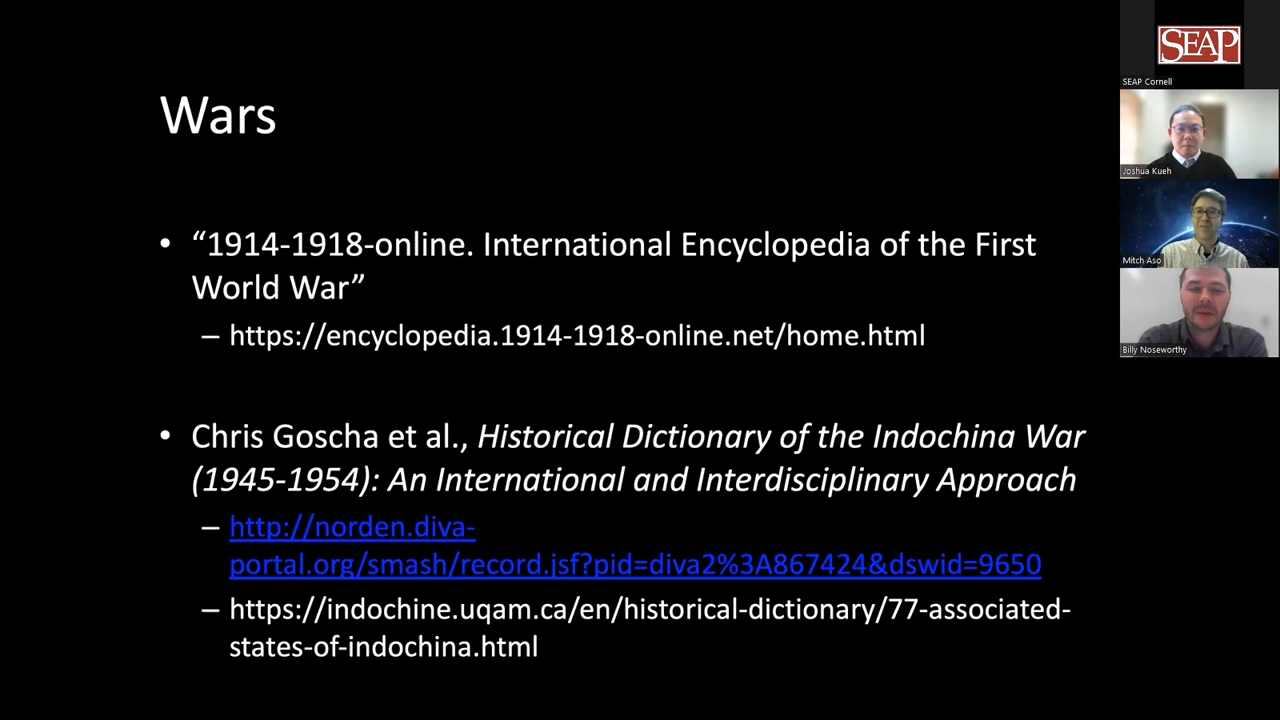 Wars
• “1914-1918-online. International Encyclopedia of the First
World War”
– https://encyclopedia.1914-1918-online.net/home.html
• Chris Goscha et al., Historical Dictionary of the Indochina War
(1945-1954): An International and Interdisciplinary Approach
– http://norden.diva-
portal.org/smash/record.jsf?pid=diva2%3A867424&dswid=9650
– https://indochine.uqam.ca/en/historical-dictionary/77-associated-
states-of-indochina.html
SEAP
SEAP Cornell
Joshua Kueh
Mitch Aso
Billy Noseworthy